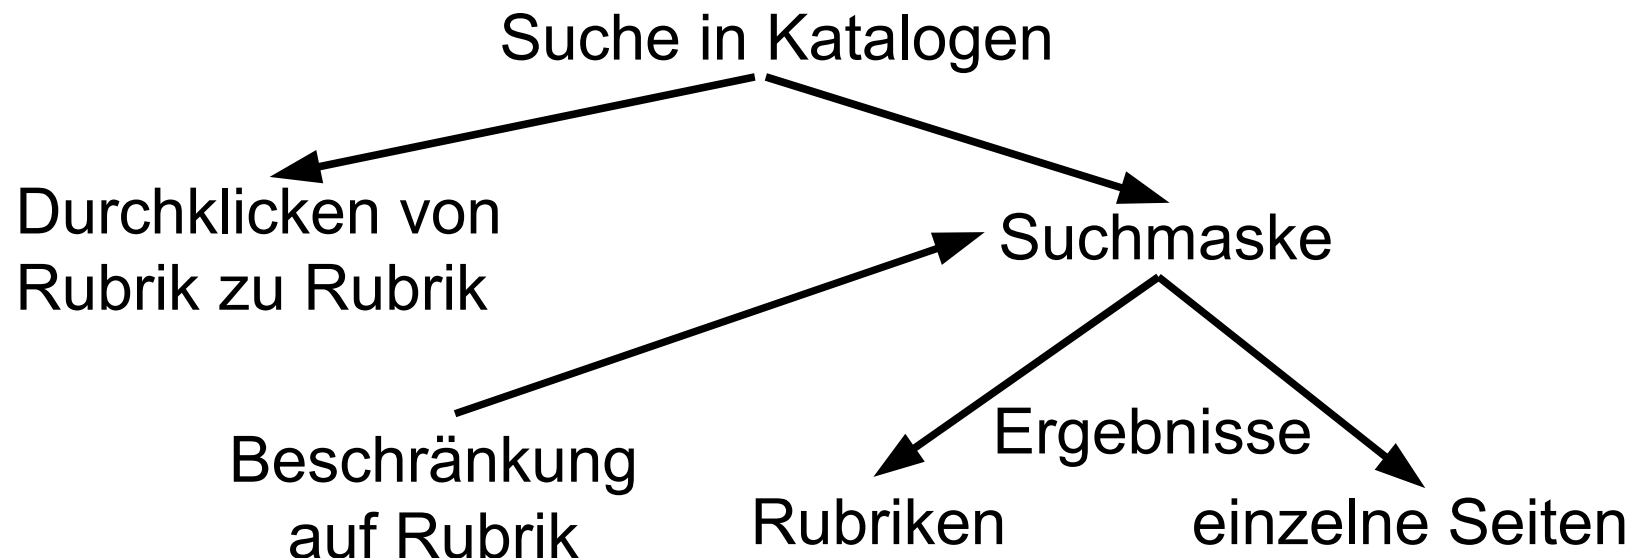 Suche in Katalogen
Durchklicken von
Rubrik zu Rubrik
Suchmaske
Beschränkung
auf Rubrik
Ergebnisse
Rubriken
einzelne Seiten